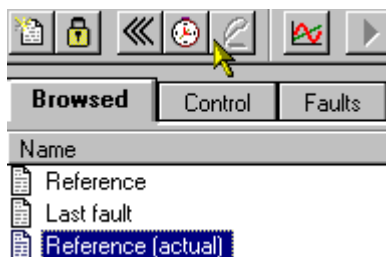 Browsed Control Faults
Name
Reference
Last fault
Reference (actual)